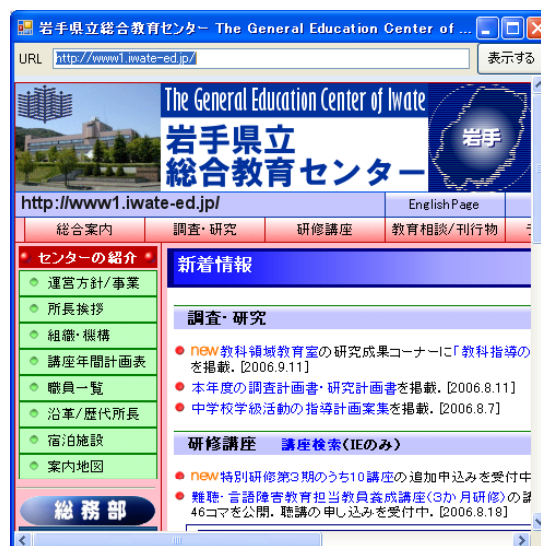 岩手県立総合教育センター The General Education Center of ...
URL http://www1.iwate-ed.jp/ 表示する
The General Education Center of Iwate
岩手県立
総合教育センター
岩手
http://www1.iwate-ed.jp/ EnglishPage
総合案内 調査・研究 研修講座 教育相談/刊行物
センターの紹介
運営方針/事業
所長挨拶
組織・機構
講座年間計画表
職員一覧
沿革/歴代所長
宿泊施設
案内地図
総務部
新着情報
調査・研究
new教科領域教育室の研究成果コーナーに「教科指導の
を掲載. [2006.9.11]
本年度の調査計画書・研究計画書を掲載. [2006.8.11]
中学校学級活動の指導計画案集を掲載. [2006.8.7]
研修講座 講座検索(IEのみ)
new特別研修第3期のうち10講座の追加申込みを受付中
難聴・言語障害教育担当教員養成講座(3か月研修)の講
46コマを公開. 聴講の申し込みを受付中. [2006.8.18]